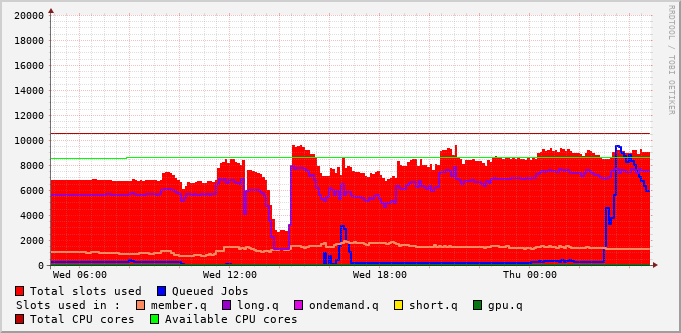 20000
18000
16000
14000
12000
10000
8000
6000
4000
2000
0
Wed 06:00 Wed 12:00 Wed 18:00 Thu 00:00
RRDTOOL / TOBI OETIKER
Total slots used Queued Jobs
Slots used in : member.q long.q ondemand.q short.q gpu.q
Total CPU cores Available CPU cores